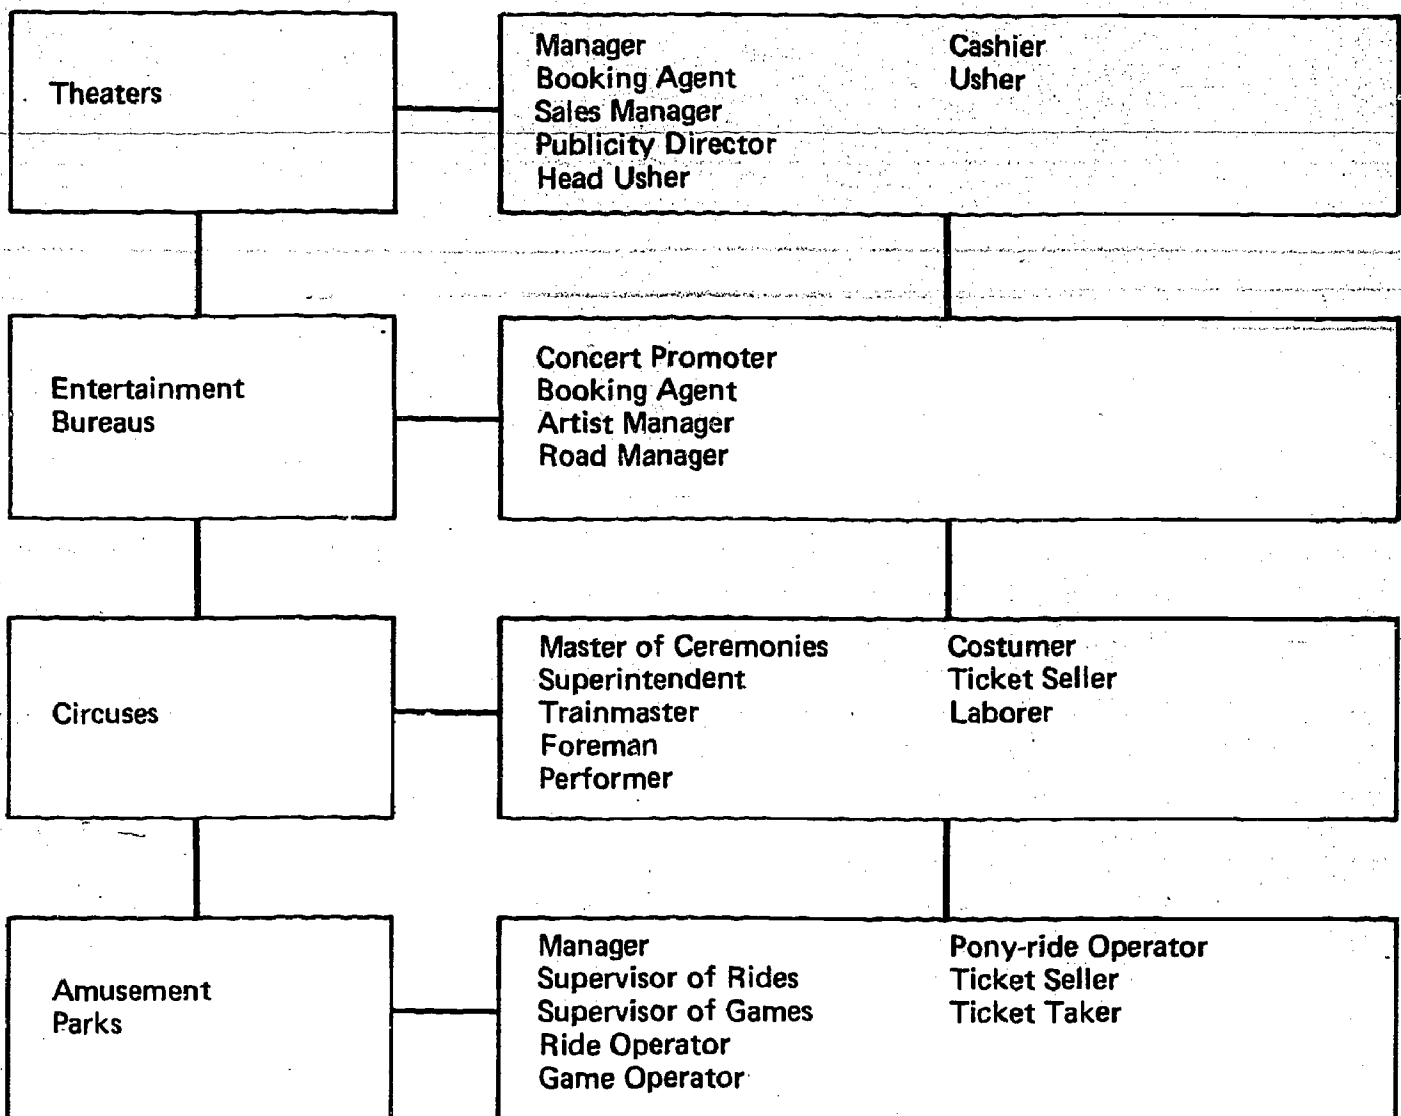 Theaters
Manager
Booking Agent
Sales Manager
Publicity Director
Head Usher
Cashier
Usher
Entertainment
Bureaus
Concert Promoter
Booking Agent
Artist Manager
Road Manager
Circuses
Master of Ceremonies
Superintendent
Trainmaster
Foreman
Performer
Costumer
Ticket Seller
Laborer
Amusement
Parks
Manager
Supervisor of Rides
Supervisor of Games
Ride Operator
Game Operator
Pony-ride Operator
Ticket Seller
Ticket Taker